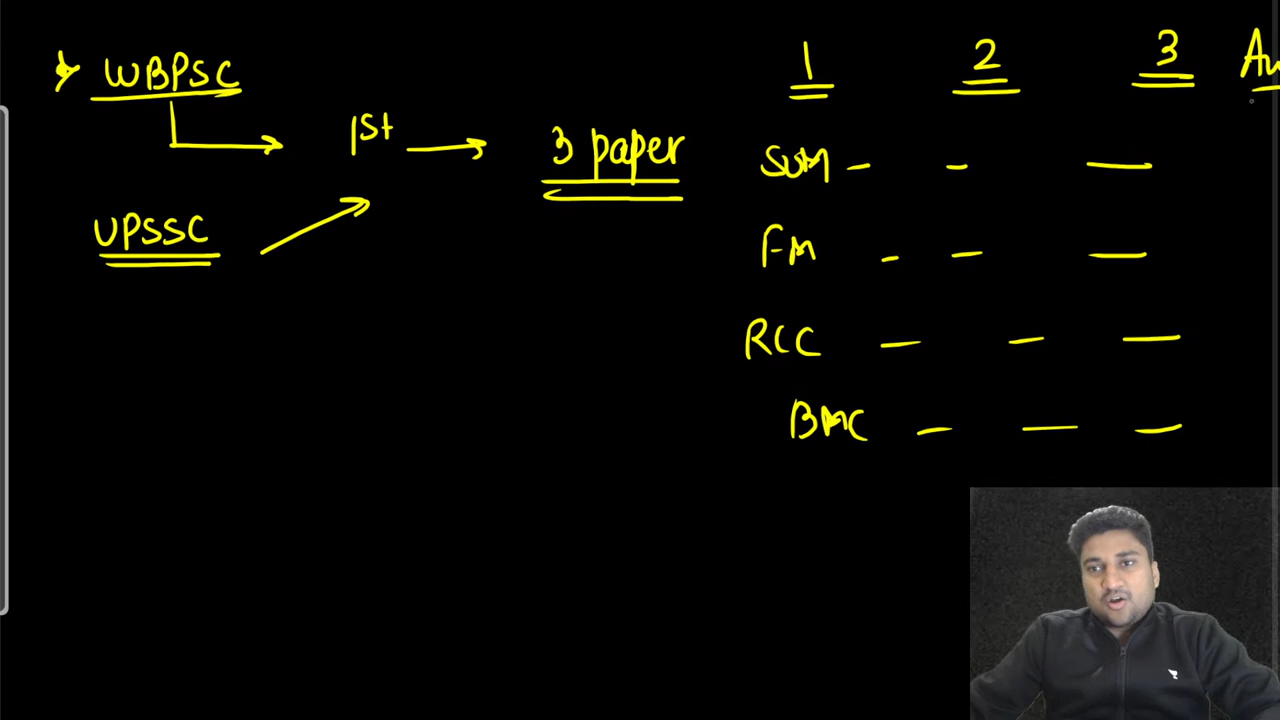 WBPSC
1st → 3 paper
UPSSC
1 2 3
SOM - - -
FM - - -
RCC - - -
BMC - - -